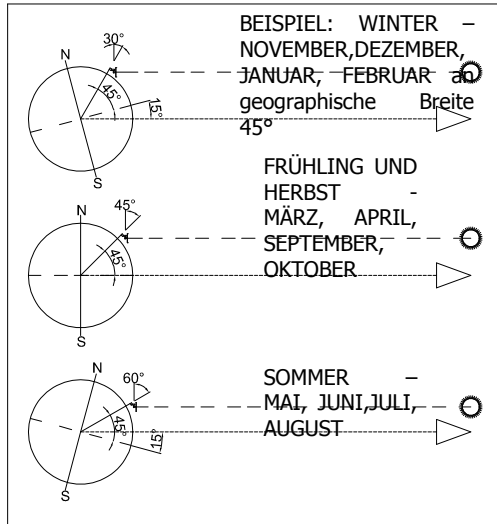 BEISPIEL: WINTER –
NOVEMBER,DEZEMBER,
JANUAR, FEBRUAR an
geographische Breite
45°
N
30°
45°
15°
S
FRÜHLING UND
HERBST -
MÄRZ, APRIL,
SEPTEMBER,
OKTOBER
N
45°
45°
S
SOMMER –
MAI, JUNI,JULI,
AUGUST
N
60°
45°
15°
S